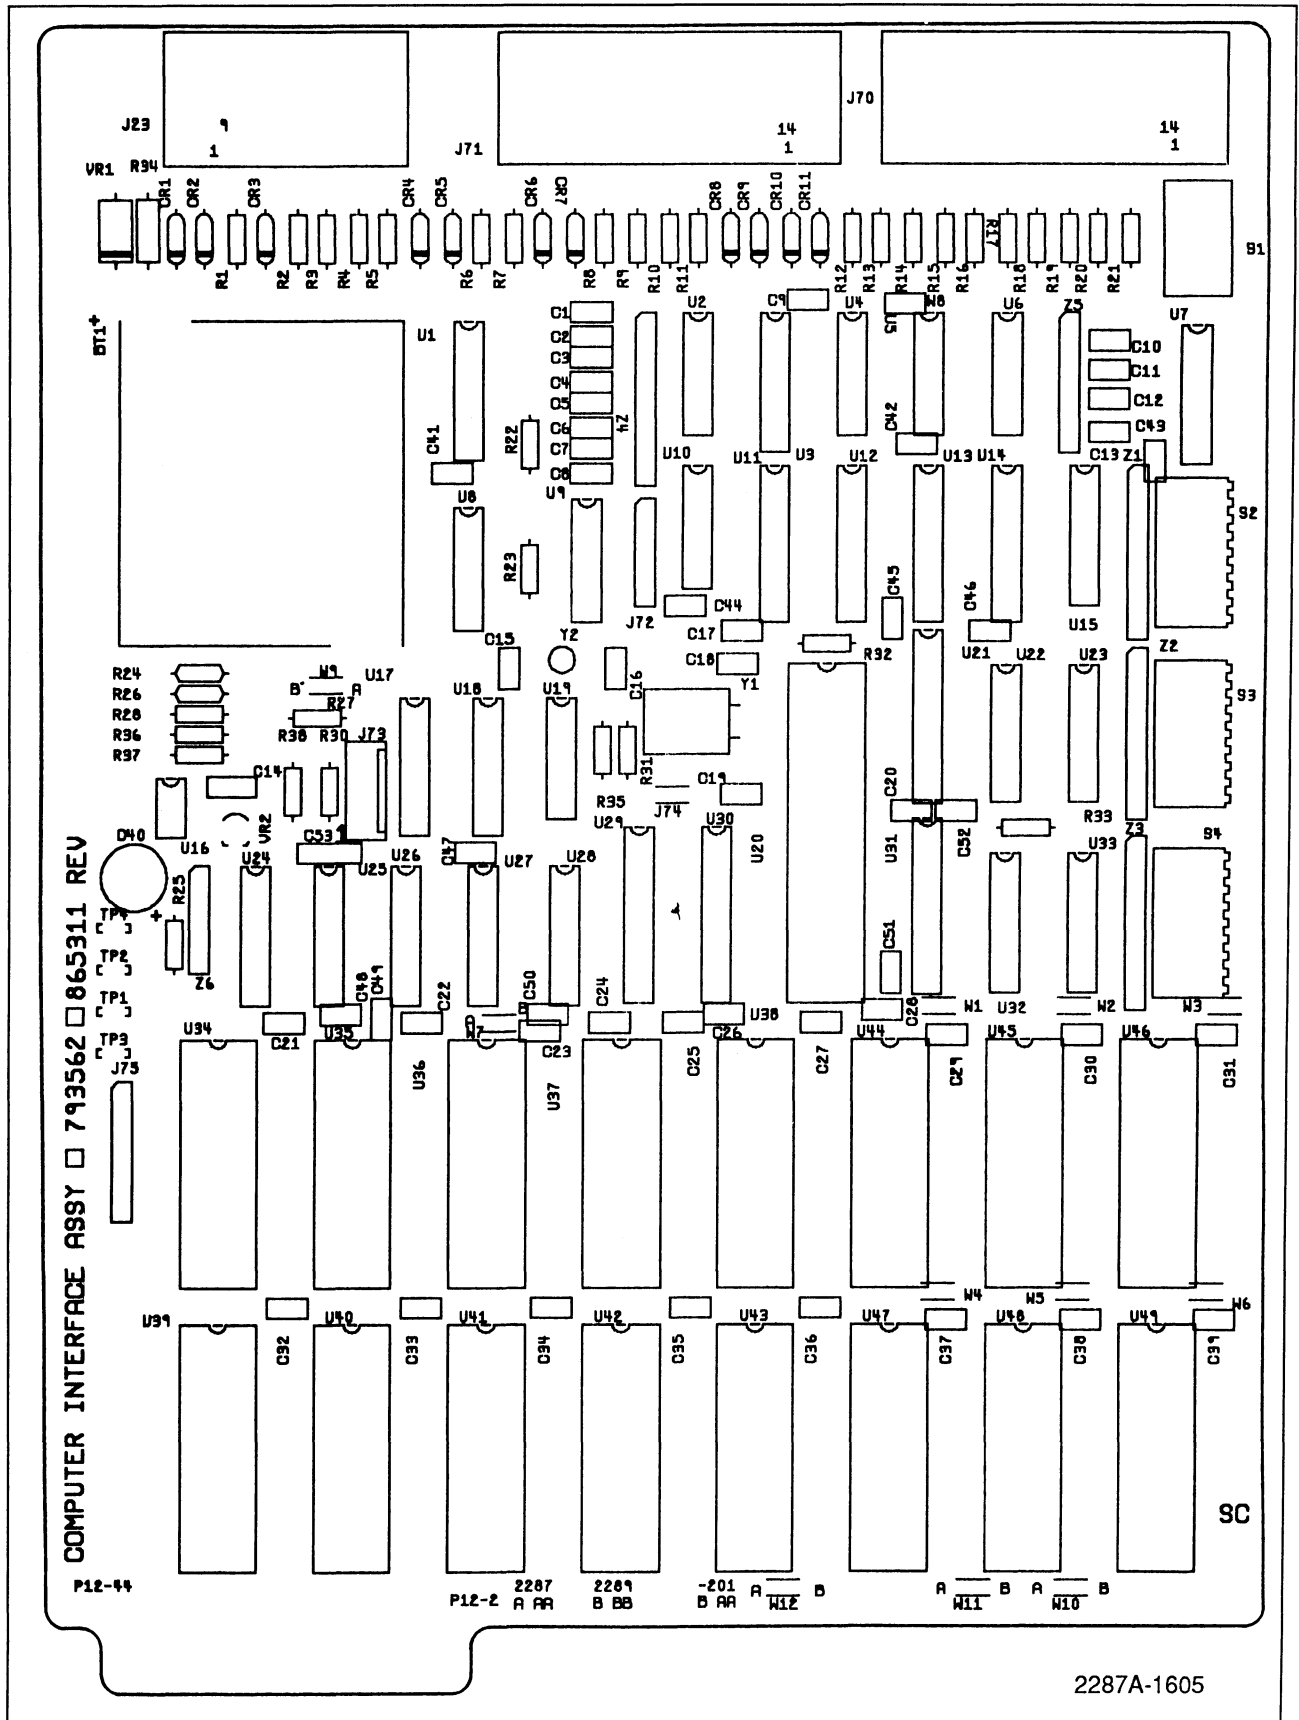 J23
9
1
J71
14
1
J70
14
1
VR1
R34
CR1
CR2
CR3
CR4
CR5
CR6
CR7
CR8
CR9
CR10
CR11
S1
R1
R2
R3
R4
R5
R6
R7
R8
R9
R10
R11
R12
R13
R14
R15
R16
R17
R18
R19
R20
R21
BT1
+
U1
C1
C2
C3
C4
C5
C6
C7
C8
Z4
U2
C9
U4
U5
W8
U6
Z5
U7
C10
C11
C12
C43
C41
R22
C42
U8
U9
U10
U11
U3
U12
U13
U14
C13
Z1
S2
R23
J72
C44
C45
C46
U15
C15
Y2
C16
C17
C18
Y1
R32
U21
U22
U23
Z2
S3
R24
R26
R28
R36
R37
W9
B
A
R27
U17
U18
U19
R38
R30
J73
C14
R31
C19
J74
C20
R35
C40
U16
VR2
C53
1
C47
U29
U30
U20
U31
C52
R33
U33
Z3
S4
+
R25
U24
U25
U26
U27
U28
TP4
TP2
TP1
TP3
Z6
C48
C49
C22
C50
C24
C51
C21
A
B
W7
C23
C25
C26
U38
C27
C28
W1
U32
W2
W3
U34
U35
U36
U37
U44
U45
U46
C29
C30
C31
J75
W4
W5
W6
U39
C32
U40
C33
U41
C34
U42
C35
U43
C36
U47
C37
U48
C38
U49
C39
COMPUTER INTERFACE ASSY □ 793562 □ 865311 REV
SC
P12-44
P12-2
2287
A AA
2289
B BB
-201
B AA
A
W12
B
A
W11
B
A
W10
B
2287A-1605